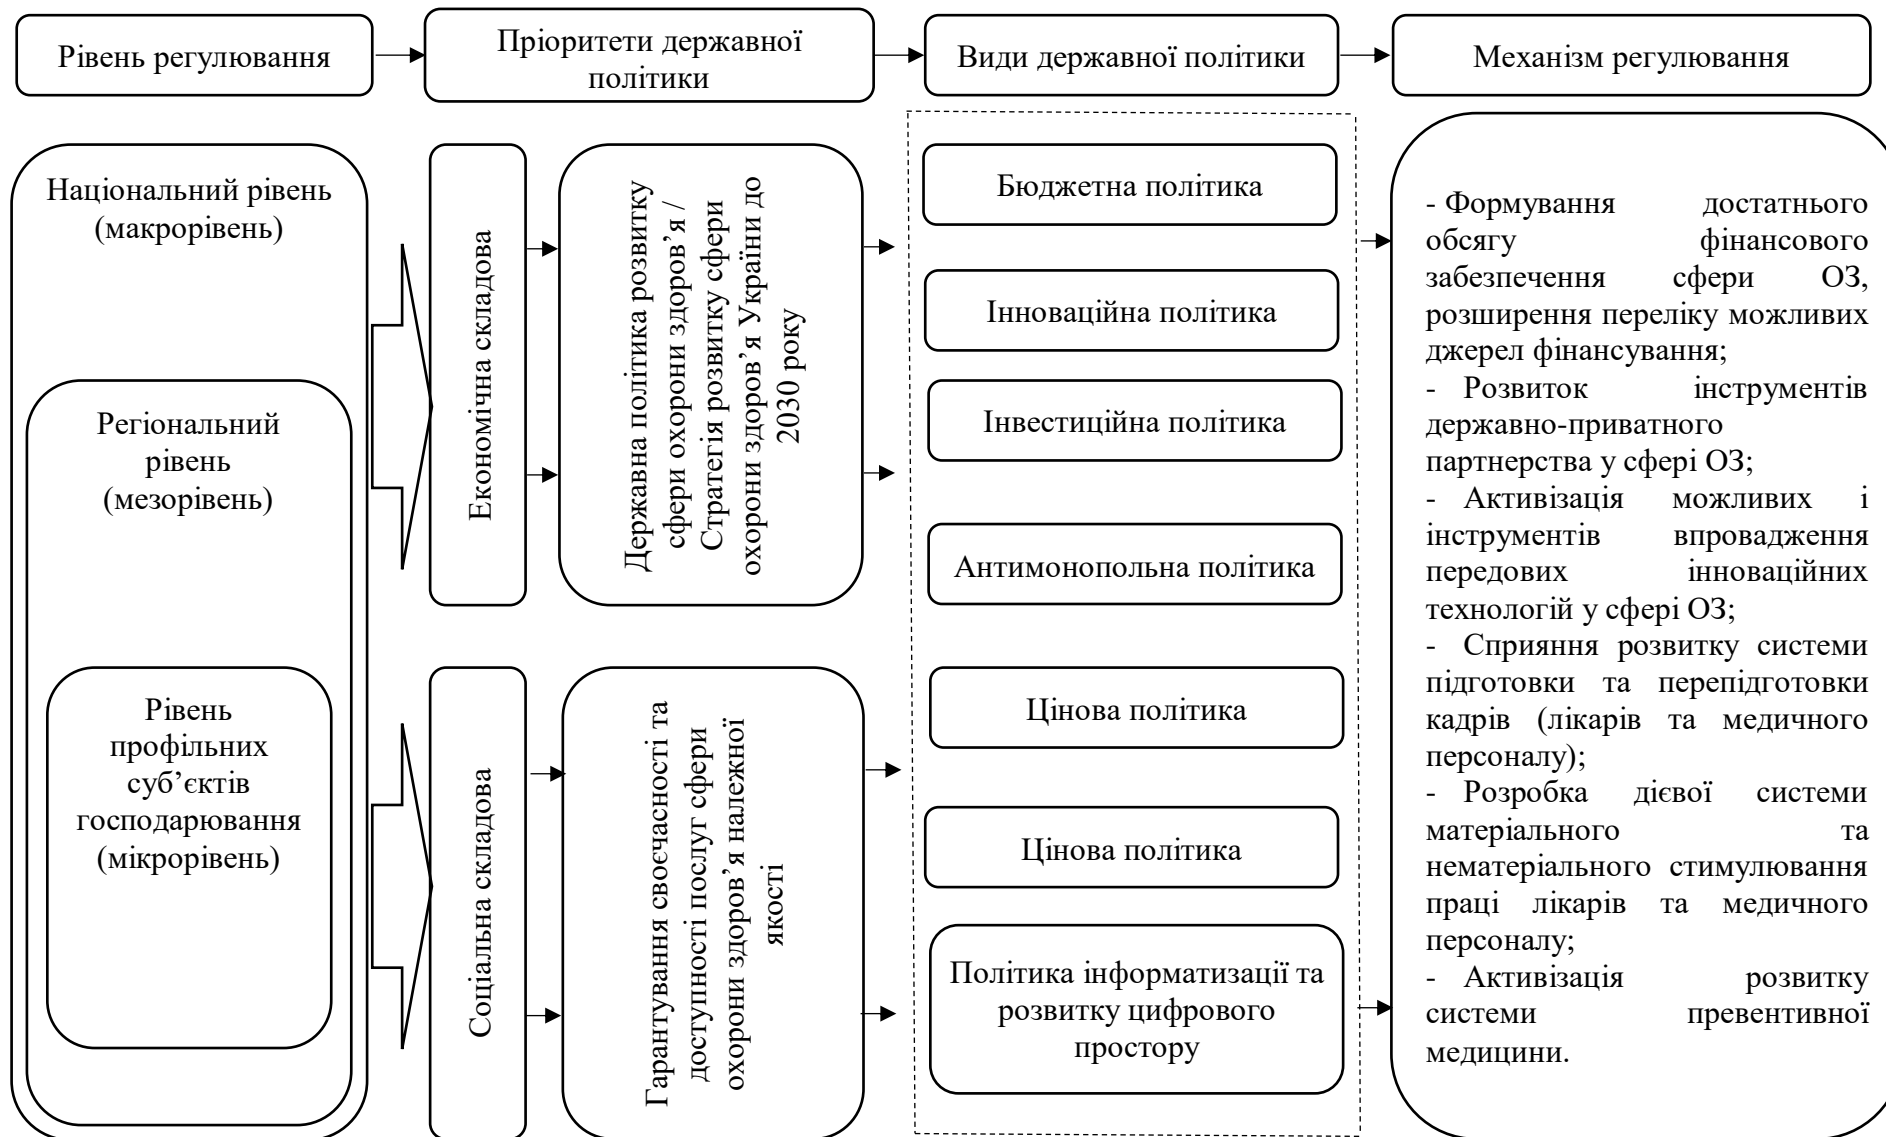 Рівень регулювання
Пріоритети державної
політики
Види державної політики
Механізм регулювання
Національний рівень
(макрорівень)
Регіональний
рівень
(мезорівень)
Рівень
профільних
суб’єктів
господарювання
(мікрорівень)
Економічна складова
Державна політика розвитку
сфери охорони здоров’я /
Стратегія розвитку сфери
охорони здоров’я України до
2030 року
Соціальна складова
Гарантування своєчасності та
доступності послуг сфери
охорони здоров’я належної
якості
Бюджетна політика
Інноваційна політика
Інвестиційна політика
Антимонопольна політика
Цінова політика
Цінова політика
Політика інформатизації та
розвитку цифрового
простору
- Формування достатнього
обсягу фінансового
забезпечення сфери ОЗ,
розширення переліку можливих
джерел фінансування;
- Розвиток інструментів
державно-приватного
партнерства у сфері ОЗ;
- Активізація можливих і
інструментів впровадження
передових інноваційних
технологій у сфері ОЗ;
- Сприяння розвитку системи
підготовки та перепідготовки
кадрів (лікарів та медичного
персоналу);
- Розробка дієвої системи
матеріального та
нематеріального стимулювання
праці лікарів та медичного
персоналу;
- Активізація розвитку
системи превентивної
медицини.